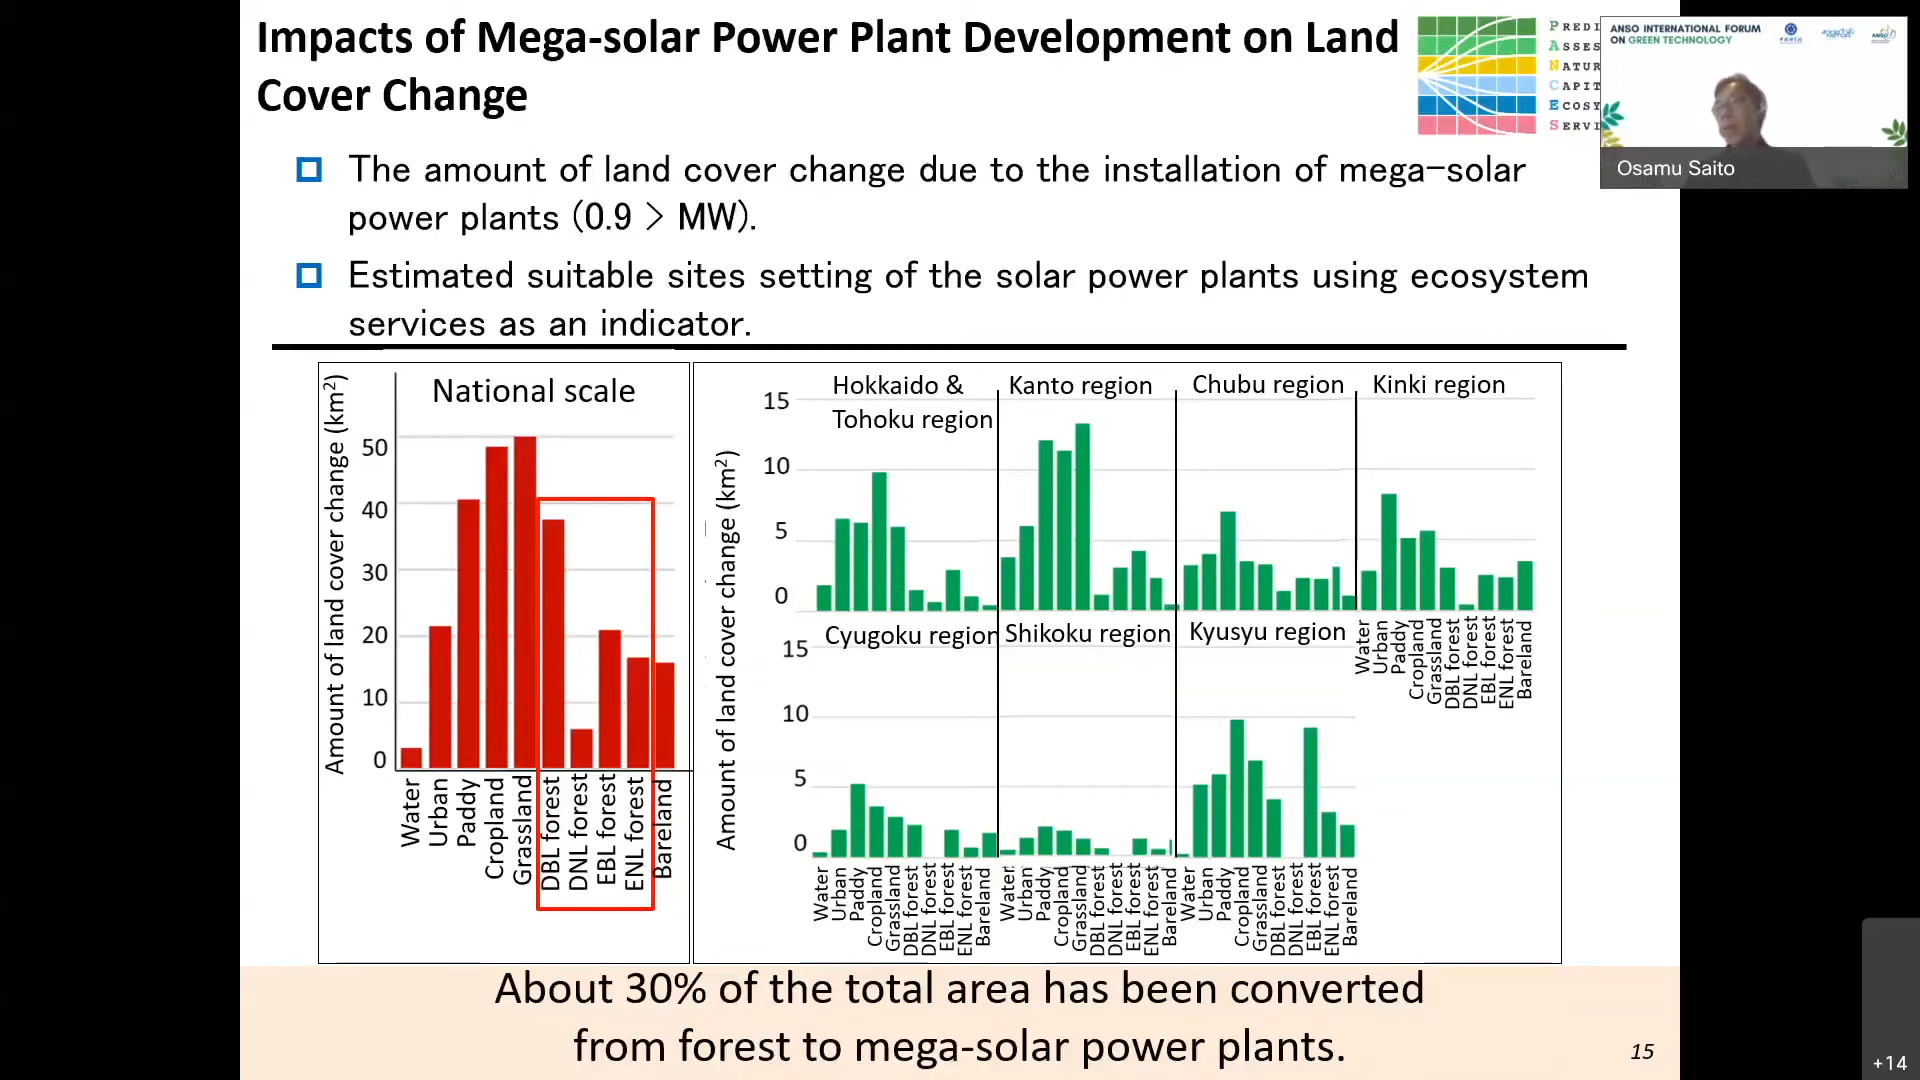 Impacts of Mega-solar Power Plant Development on Land
Cover Change
PREDI
ASSES
NATUR
CAPIT
ECOSY
SERVI
ANSO INTERNATIONAL FORUM
ON GREEN TECHNOLOGY
ANSO
Osamu Saito
The amount of land cover change due to the installation of mega-solar
power plants (0.9 > MW).
Estimated suitable sites setting of the solar power plants using ecosystem
services as an indicator.
National scale
Amount of land cover change (km²)
50
40
30
20
10
0
Water
Urban
Paddy
Cropland
Grassland
DBL forest
DNL forest
EBL forest
ENL forest
Bareland
Amount of land cover change (km²)
Hokkaido &
Tohoku region
Kanto region
Chubu region
Kinki region
15
10
5
0
Water
Urban
Paddy
Cropland
Grassland
DBL forest
DNL forest
EBL forest
ENL forest
Bareland
Cyugoku region
Shikoku region
Kyusyu region
15
10
5
0
Water
Urban
Paddy
Cropland
Grassland
DBL forest
DNL forest
EBL forest
ENL forest
Bareland
Water
Urban
Paddy
Cropland
Grassland
DBL forest
DNL forest
EBL forest
ENL forest
Bareland
Water
Urban
Paddy
Cropland
Grassland
DBL forest
DNL forest
EBL forest
ENL forest
Bareland
About 30% of the total area has been converted
from forest to mega-solar power plants.
15
+14